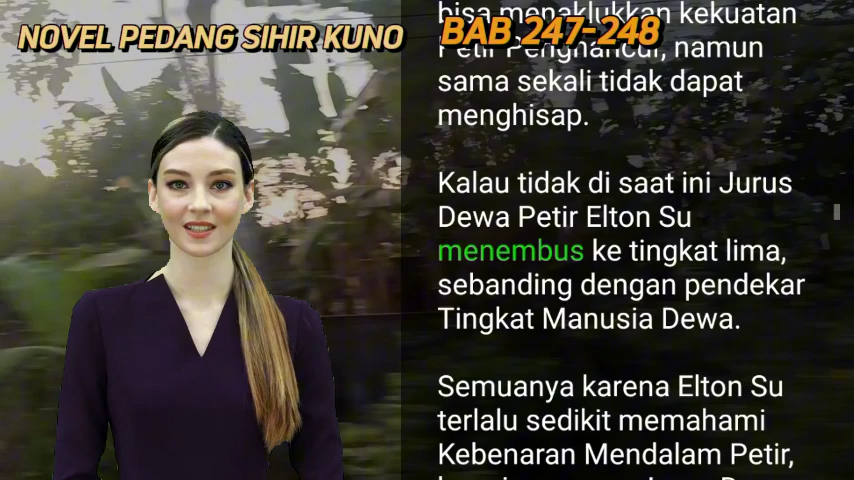 NOVEL PEDANG SIHIR KUNO
BAB 247-248
bisa menaklukkan kekuatan
Petir Penghancur, namun
sama sekali tidak dapat
menghisap.
Kalau tidak di saat ini Jurus
Dewa Petir Elton Su
menembus ke tingkat lima,
sebanding dengan pendekar
Tingkat Manusia Dewa.
Semuanya karena Elton Su
terlalu sedikit memahami
Kebenaran Mendalam Petir,